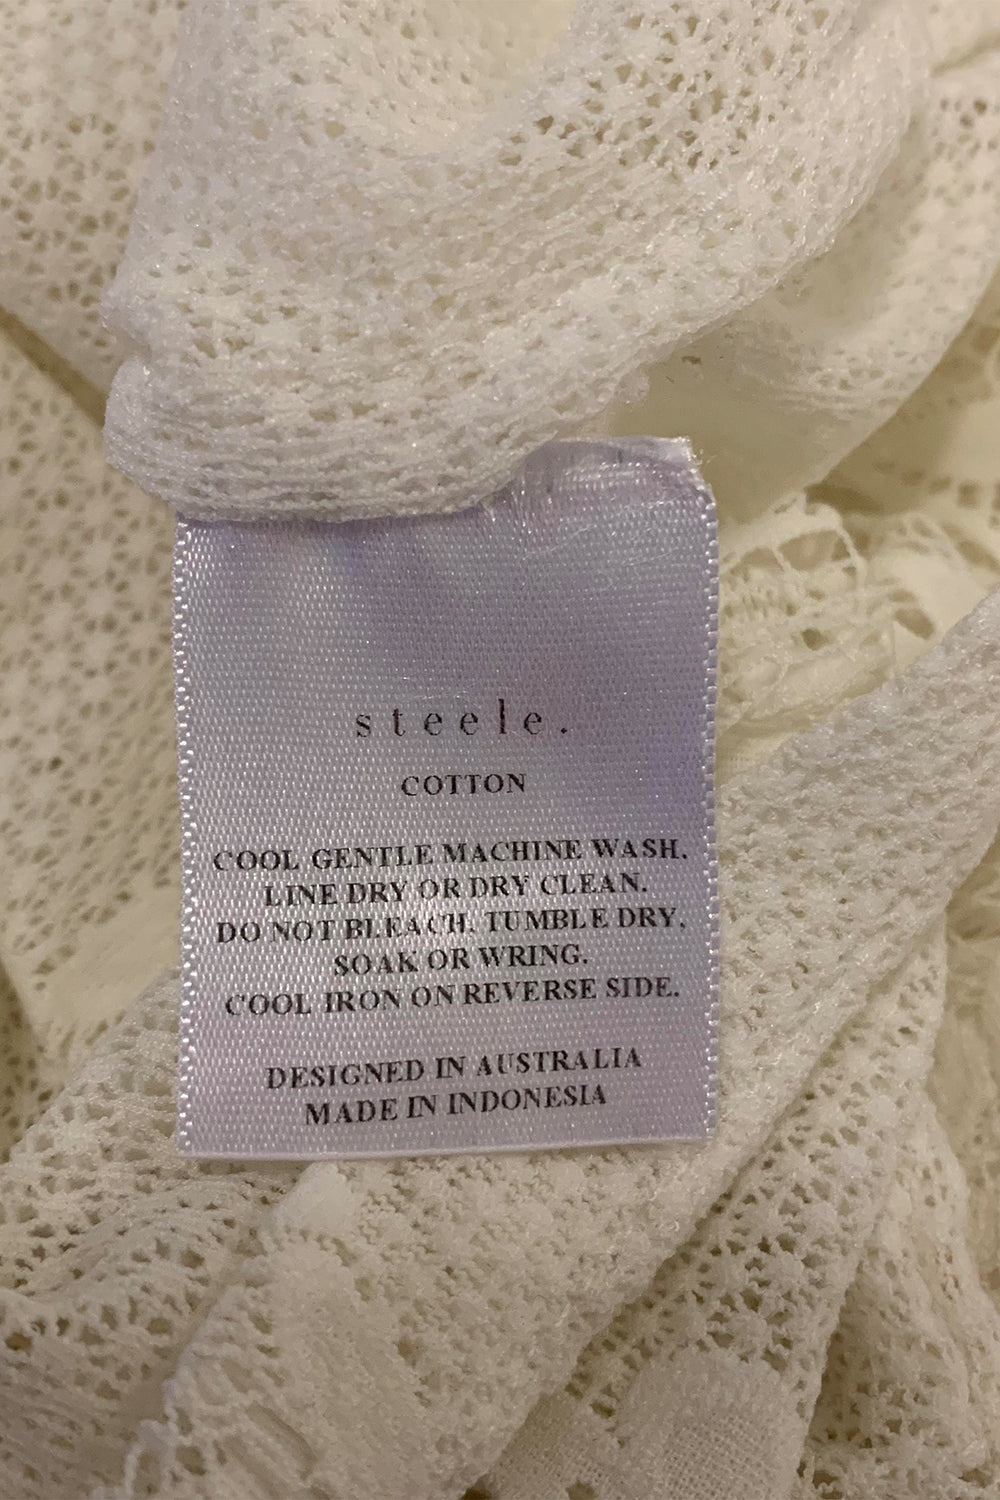 steele.
COTTON
COOL GENTLE MACHINE WASH.
LINE DRY OR DRY CLEAN.
DO NOT BLEACH, TUMBLE DRY,
SOAK OR WRING.
COOL IRON ON REVERSE SIDE.
DESIGNED IN AUSTRALIA
MADE IN INDONESIA